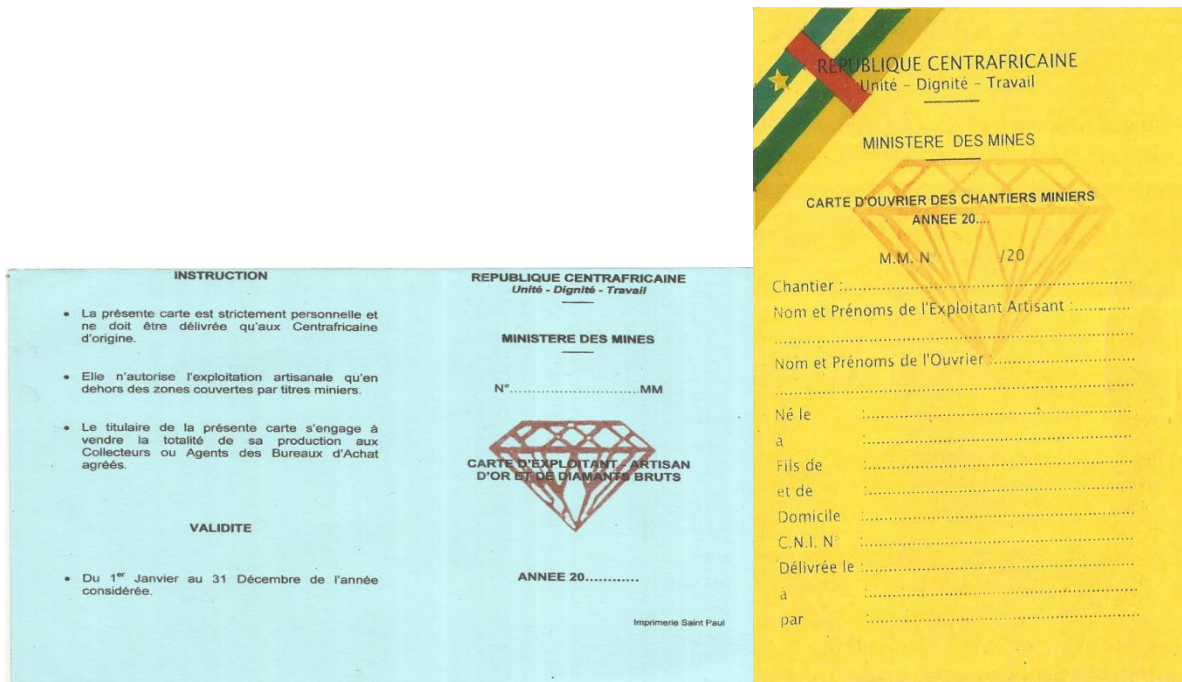 INSTRUCTION
• La présente carte est strictement personnelle et
ne doit être délivrée qu'aux Centrafricaine
d'origine.
• Elle n'autorise l'exploitation artisanale qu'en
dehors des zones couvertes par titres miniers.
• Le titulaire de la présente carte s'engage à
vendre la totalité de sa production aux
Collecteurs ou Agents des Bureaux d'Achat
agréés.
VALIDITE
• Du 1er Janvier au 31 Décembre de l'année
considérée.
REPUBLIQUE CENTRAFRICAINE
Unité - Dignité - Travail
MINISTERE DES MINES
N°..............................MM
CARTE D'EXPLOITANT - ARTISAN
D'OR ET DE DIAMANTS BRUTS
ANNEE 20............
Imprimerie Saint Paul
REPUBLIQUE CENTRAFRICAINE
Unité – Dignité – Travail
MINISTERE DES MINES
CARTE D'OUVRIER DES CHANTIERS MINIERS
ANNEE 20....
M.M. N° /20
Chantier :............................................................
Nom et Prénoms de l'Exploitant Artisant :............
............................................................................
Nom et Prénoms de l'Ouvrier :.............................
............................................................................
Né le :.......................................................
à :.......................................................
Fils de :.......................................................
et de :.......................................................
Domicile :.......................................................
C.N.I. N° :.......................................................
Délivrée le :.......................................................
à :.......................................................
par :.......................................................